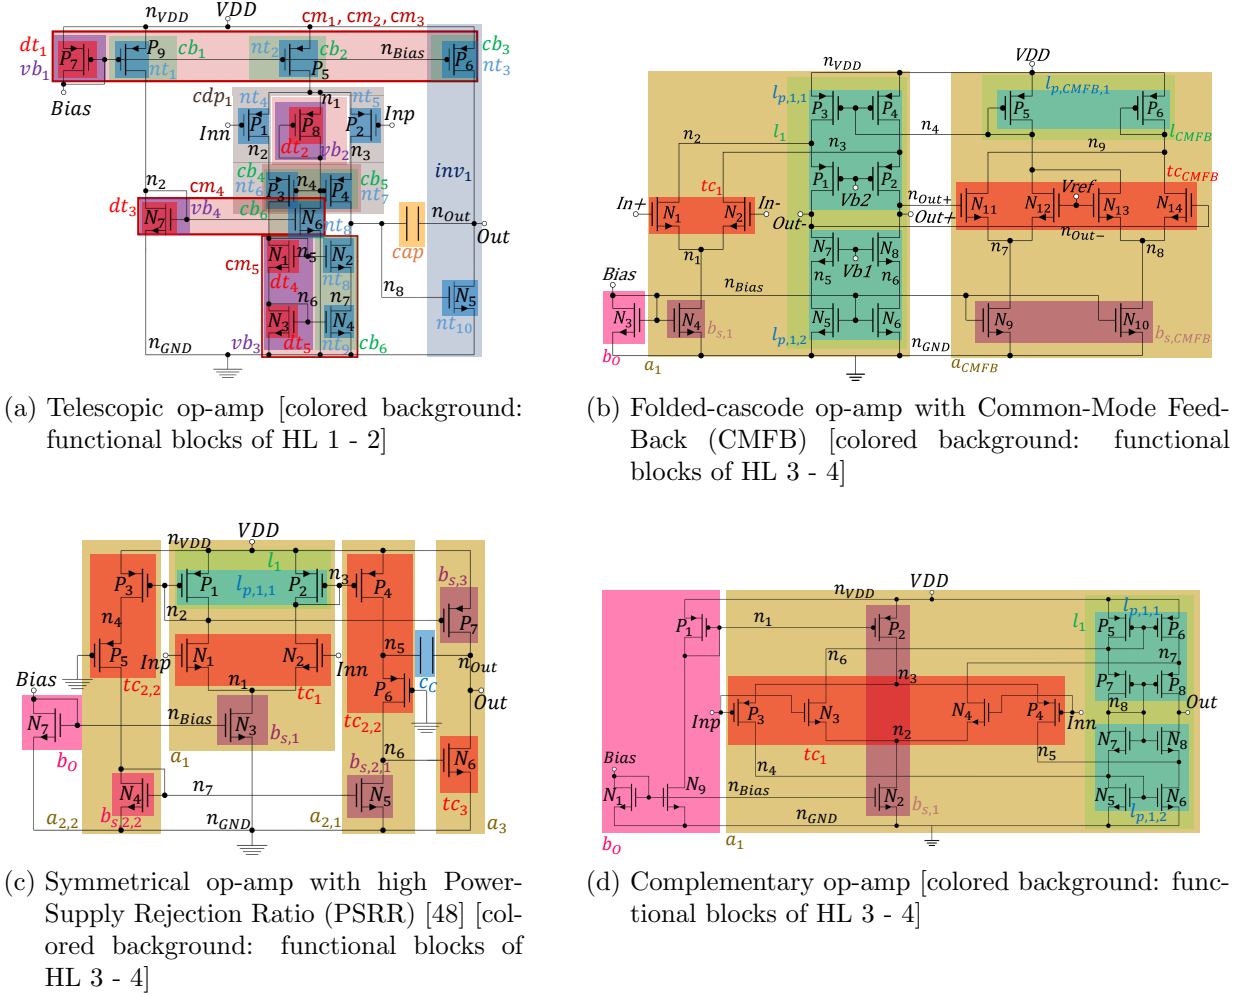 VDD
n_VDD
cm_1, cm_2, cm_3
dt_1
P_7
P_9
cb_1
nt_2
cb_2
n_Bias
cb_3
vb_1
nt_1
P_5
P_6
nt_3
Bias
cdp_1
nt_4
n_1
nt_5
Inn
P_1
P_8
P_2
Inp
n_2
dt_2
vb_2
n_3
cb_4
n_4
cb_5
inv_1
n_2
cm_4
nt_6
P_3
P_4
nt_7
dt_3
N_7
vb_4
cb_6
N_6
nt_8
n_Out
Out
cm_5
N_1
n_5
N_2
cap
dt_4
nt_8
n_6
n_7
n_8
N_5
N_3
N_4
nt_10
n_GND
vb_3
dt_5
nt_9
cb_6
(a) Telescopic op-amp [colored background:
functional blocks of HL 1 - 2]
VDD
n_VDD
l_p,1,1
l_p,CMFB,1
P_3
P_4
P_5
P_6
n_2
l_1
n_4
l_CMFB
n_3
n_9
P_1
P_2
tc_1
Vb2
tc_CMFB
Vref
In+
N_1
N_2
In-
n_Out+
Out-
Out+
N_11
N_12
N_13
N_14
n_Out-
N_7
N_8
n_7
n_8
n_1
Vb1
n_5
n_6
Bias
n_Bias
N_3
N_4
b_s,1
N_5
N_6
N_9
N_10
l_p,1,2
n_GND
b_s,CMFB
b_O
a_1
a_CMFB
(b) Folded-cascode op-amp with Common-Mode Feed-
Back (CMFB) [colored background: functional
blocks of HL 3 - 4]
VDD
n_VDD
l_1
P_3
P_1
l_p,1,1
P_2
n_3
P_4
b_s,3
n_4
n_2
P_7
P_5
Inp
N_1
N_2
Inn
n_5
n_Out
Bias
tc_2,2
n_1
tc_1
P_6
c_C
Out
N_7
n_Bias
N_3
tc_2,2
b_s,1
n_6
N_6
b_O
a_1
b_s,2,1
N_4
n_7
N_5
tc_3
b_s,2,2
n_GND
a_2,2
a_2,1
a_3
(c) Symmetrical op-amp with high Power-
Supply Rejection Ratio (PSRR) [48] [col-
ored background: functional blocks of
HL 3 - 4]
VDD
n_VDD
l_p,1,1
P_1
n_1
P_2
l_1
P_5
P_6
n_6
n_7
n_3
P_7
P_8
Inp
P_3
N_3
N_4
P_4
Inn
n_8
Out
n_2
tc_1
n_5
N_7
N_8
Bias
n_4
N_1
N_9
n_Bias
N_2
N_5
N_6
b_s,1
l_p,1,2
n_GND
b_O
a_1
(d) Complementary op-amp [colored background: func-
tional blocks of HL 3 - 4]